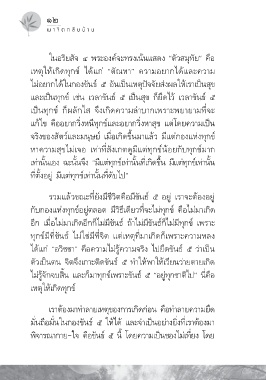 ๑๒
พาจิตกลับบ้าน
ในอริยสัจ ๔ พระองค์จะทรงเน้นแสดง "ตัวสมุทัย" คือ
เหตุให้เกิดทุกข์ ได้แก่ "ตัณหา" ความอยากได้และความ
ไม่อยากได้ในกองขันธ์ ๕ อันเป็นเหตุปัจจัยส่งผลให้เราเป็นสุข
และเป็นทุกข์ เช่น เวลาขันธ์ ๕ เป็นสุข ก็ยึดไว้ เวลาขันธ์ ๕
เป็นทุกข์ ก็ผลักไส จึงเกิดความลำบากเพราะพยายามที่จะ
แก้ไข คืออยากวิ่งหนีทุกข์และอยากวิ่งหาสุข แต่โดยความเป็น
จริงของสัตว์และมนุษย์ เมื่อเกิดขึ้นมาแล้ว มีแต่กองแห่งทุกข์
หาความสุขไม่เจอ เท่าที่สังเกตดูมีแต่ทุกข์น้อยกับทุกข์มาก
เท่านั้นเอง ฉะนั้นจึง "มีแต่ทุกข์เท่านั้นที่เกิดขึ้น มีแต่ทุกข์เท่านั้น
ที่ตั้งอยู่ มีแต่ทุกข์เท่านั้นที่ดับไป"
รวมแล้วขณะที่ยังมีชีวิตคือมีขันธ์ ๕ อยู่ เราจะต้องอยู่
กับกองแห่งทุกข์อยู่ตลอด มีวิธีเดียวที่จะไม่ทุกข์ คือไม่มาเกิด
อีก เมื่อไม่มาเกิดอีกก็ไม่มีขันธ์ ถ้าไม่มีขันธ์ก็ไม่มีทุกข์ เพราะ
ทุกข์มีที่ขันธ์ ไม่ใช่มีที่จิต แต่เหตุที่มาเกิดก็เพราะความหลง
ได้แก่ "อวิชชา" คือความไม่รู้ความจริง ไปยึดขันธ์ ๕ ว่าเป็น
ตัวเป็นตน จิตจึงเกาะติดขันธ์ ๕ ทำให้พาให้เวียนว่ายตายเกิด
ไม่รู้จักจบสิ้น และก็มาทุกข์เพราะขันธ์ ๕ "อยู่ทุกชาติไป" นี่คือ
เหตุให้เกิดทุกข์
เราต้องมาทำลายเหตุของการเกิดก่อน คือทำลายความยึด
มั่นถือมั่นในกองขันธ์ ๕ ให้ได้ และจำเป็นอย่างยิ่งที่เราต้องมา
พิจารณากาย-ใจ คือขันธ์ ๕ นี้ โดยความเป็นของไม่เที่ยง โดย